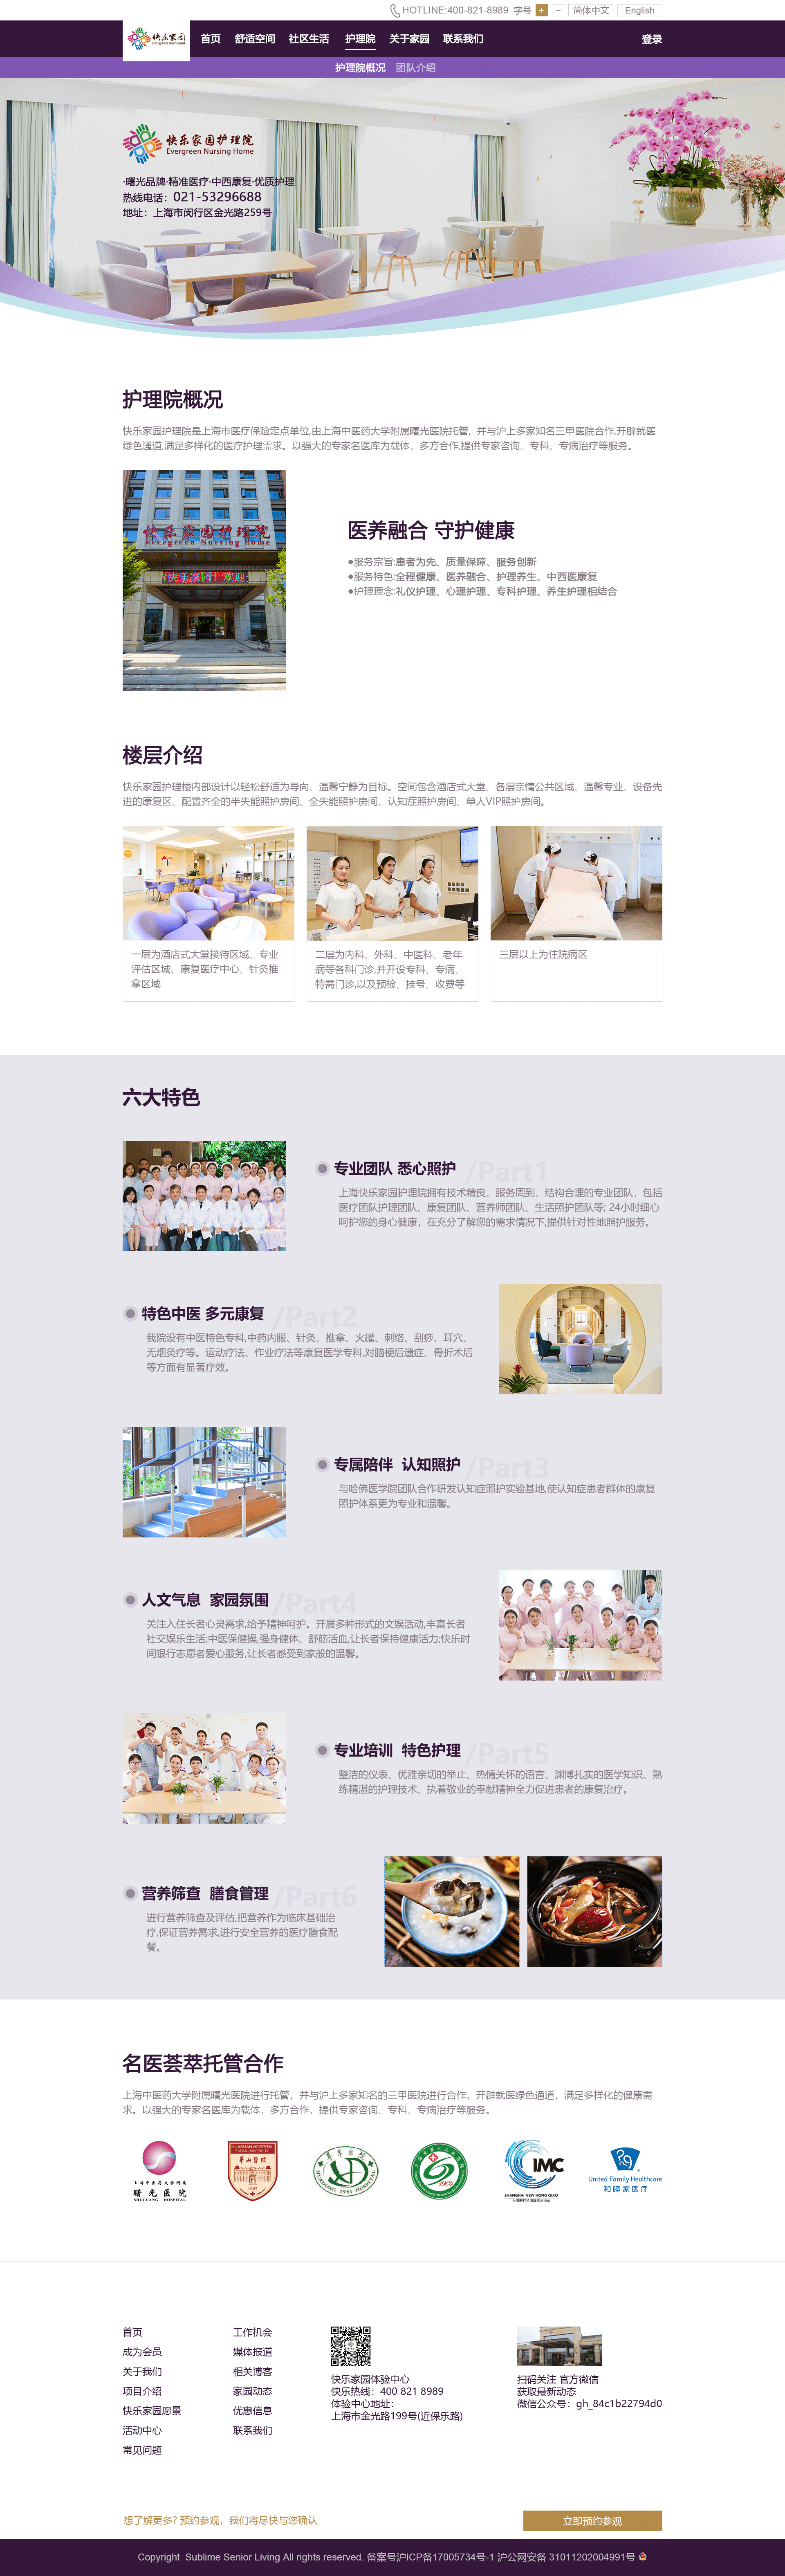 HOTLINE:400-821-8989 字号 + − 简体中文 English
快乐家园
首页 舒适空间 社区生活 护理院 关于家园 联系我们 登录
护理院概况 团队介绍
快乐家园护理院
Evergreen Nursing Home
·曙光品牌·精准医疗·中西康复·优质护理
热线电话：021-53296688
地址：上海市闵行区金光路259号
护理院概况
快乐家园护理院是上海市医疗保险定点单位,由上海中医药大学附属曙光医院托管，并与沪上多家知名三甲医院合作,开辟就医
绿色通道,满足多样化的医疗护理需求。以强大的专家名医库为载体，多方合作,提供专家咨询、专科、专病治疗等服务。
快乐家园护理院
Evergreen Nursing Home
医养融合 守护健康
●服务宗旨:患者为先、质量保障、服务创新
●服务特色:全程健康、医养融合、护理养生、中西医康复
●护理理念:礼仪护理、心理护理、专科护理、养生护理相结合
楼层介绍
快乐家园护理楼内部设计以轻松舒适为导向、温馨宁静为目标。空间包含酒店式大堂、各层亲情公共区域、温馨专业、设备先
进的康复区、配置齐全的半失能照护房间、全失能照护房间、认知症照护房间、单人VIP照护房间。
一层为酒店式大堂接待区域、专业
评估区域、康复医疗中心、针灸推
拿区域
二层为内科、外科、中医科、老年
病等各科门诊,并开设专科、专病、
特需门诊,以及预检、挂号、收费等
三层以上为住院病区
六大特色
专业团队 悉心照护 /Part1
上海快乐家园护理院拥有技术精良、服务周到、结构合理的专业团队，包括
医疗团队护理团队、康复团队、营养师团队、生活照护团队等; 24小时细心
呵护您的身心健康，在充分了解您的需求情况下,提供针对性地照护服务。
特色中医 多元康复 /Part2
我院设有中医特色专科,中药内服、针灸、推拿、火罐、刺络、刮痧、耳穴、
无烟灸疗等。运动疗法、作业疗法等康复医学专科,对脑梗后遗症、骨折术后
等方面有显著疗效。
专属陪伴 认知照护 /Part3
与哈佛医学院团队合作研发认知症照护实验基地,使认知症患者群体的康复
照护体系更为专业和温馨。
人文气息 家园氛围 /Part4
关注入住长者心灵需求,给予精神呵护。开展多种形式的文娱活动,丰富长者
社交娱乐生活;中医保健操,强身健体、舒筋活血,让长者保持健康活力;快乐时
间银行志愿者爱心服务,让长者感受到家般的温馨。
专业培训 特色护理 /Part5
整洁的仪表、优雅亲切的举止、热情关怀的语言、渊博扎实的医学知识、熟
练精湛的护理技术、执着敬业的奉献精神全力促进患者的康复治疗。
营养筛查 膳食管理 /Part6
进行营养筛查及评估,把营养作为临床基础治
疗,保证营养需求,进行安全营养的医疗膳食配
餐。
名医荟萃托管合作
上海中医药大学附属曙光医院进行托管，并与沪上多家知名的三甲医院进行合作，开辟就医绿色通道，满足多样化的健康需
求。以强大的专家名医库为载体，多方合作，提供专家咨询、专科、专病治疗等服务。
上海中医药大学附属
曙光医院
SHUGUANG HOSPITAL
HUASHAN HOSPITAL
FUDAN UNIVERSITY
华山医院
1907
HUADONG 1951 HOSPITAL
1906
IMC
SHANGHAI NEW HONG QIAO
上海新虹桥国际医学中心
United Family Healthcare
和睦家医疗
首页
成为会员
关于我们
项目介绍
快乐家园愿景
活动中心
常见问题
工作机会
媒体报道
相关博客
家园动态
优惠信息
联系我们
快乐家园体验中心
快乐热线：400 821 8989
体验中心地址：
上海市金光路199号(近保乐路)
扫码关注 官方微信
获取最新动态
微信公众号：gh_84c1b22794d0
想了解更多? 预约参观，我们将尽快与您确认
立即预约参观
Copyright Sublime Senior Living All rights reserved. 备案号沪ICP备17005734号-1 沪公网安备 31011202004991号